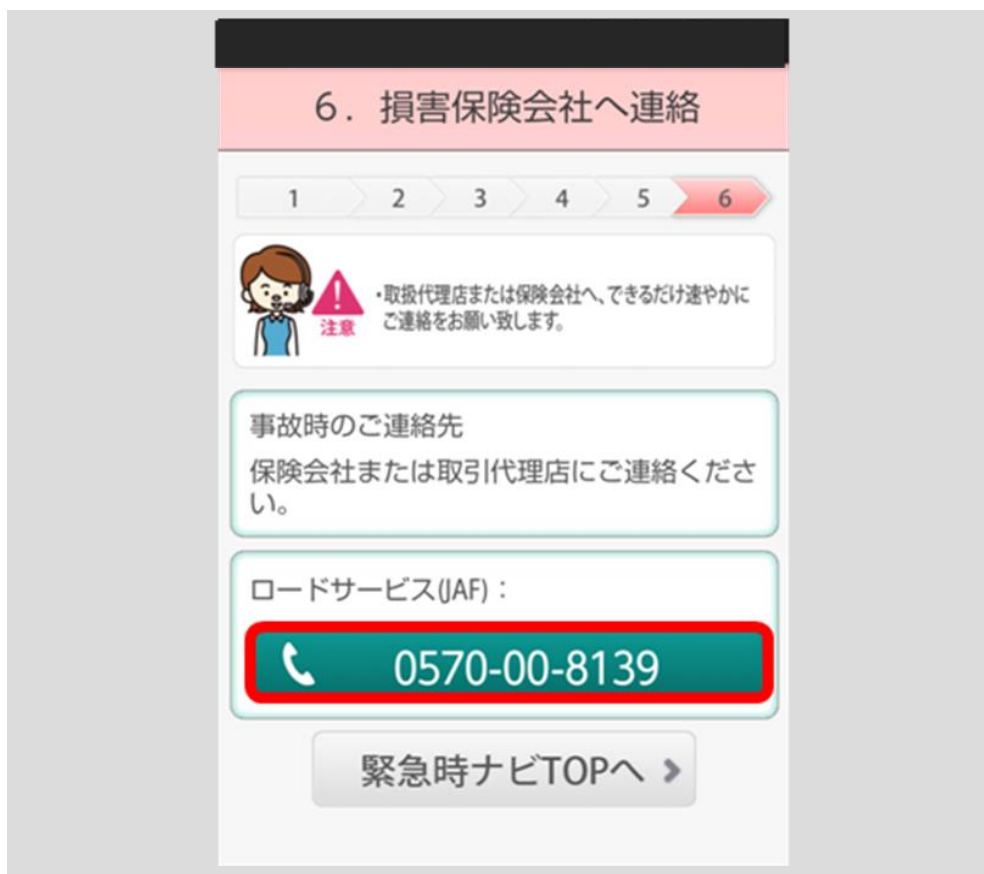 6．損害保険会社へ連絡
1 2 3 4 5 6
・取扱代理店または保険会社へ、できるだけ速やかに
ご連絡をお願い致します。
注意
事故時のご連絡先
保険会社または取引代理店にご連絡くださ
い。
ロードサービス(JAF)：
0570-00-8139
緊急時ナビTOPへ